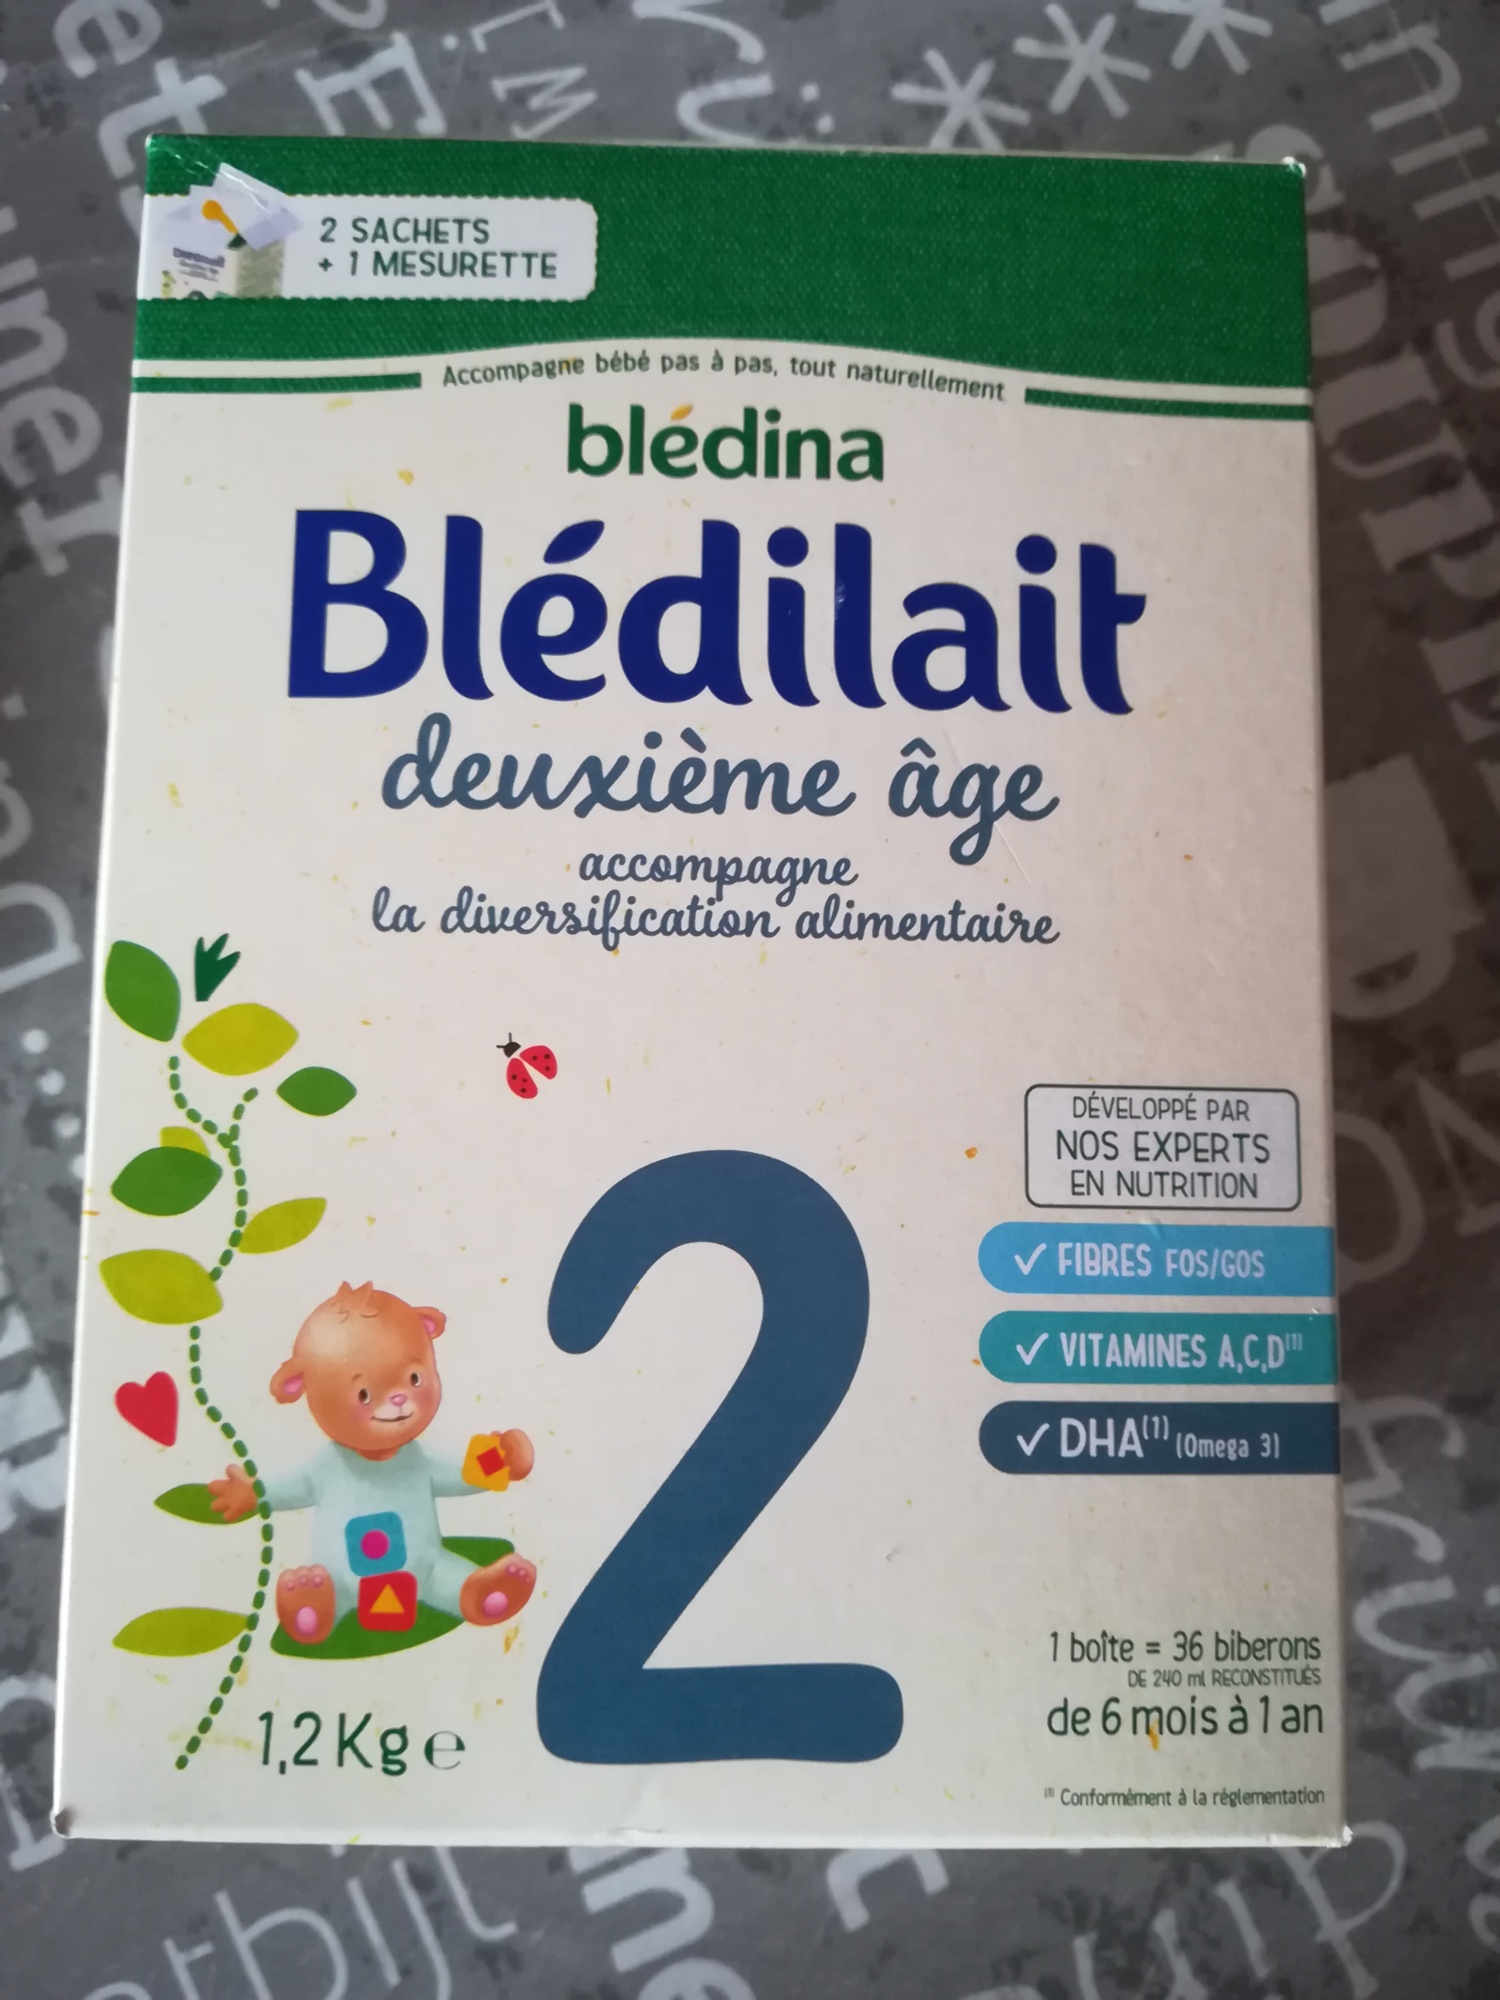 2 SACHETS
+ 1 MESURETTE
Accompagne bébé pas à pas, tout naturellement
blédina
Blédilait
deuxième âge
accompagne
la diversification alimentaire
DÉVELOPPÉ PAR
NOS EXPERTS
EN NUTRITION
✓ FIBRES FOS/GOS
✓ VITAMINES A,C,D(1)
✓ DHA(1) (Omega 3)
2
1 boîte = 36 biberons
DE 240 ml RECONSTITUÉS
de 6 mois à 1 an
1,2 Kg e
(1) Conformément à la réglementation